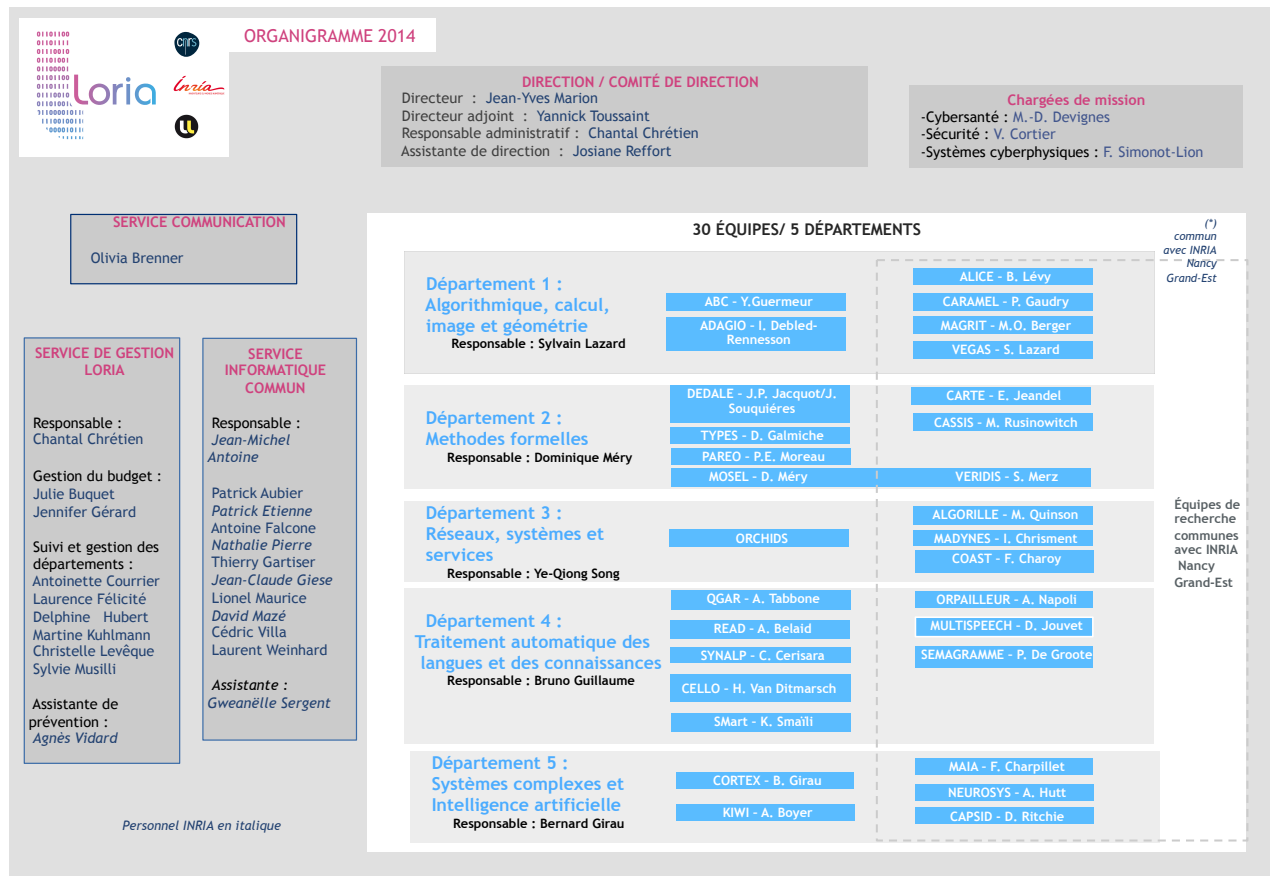 ORGANIGRAMME 2014
01101100
01101111
0110010
01101001
0110000
cnrs
Loria
Inria
DIRECTION / COMITÉ DE DIRECTION
Directeur : Jean-Yves Marion
Directeur adjoint : Yannick Toussaint
Responsable administratif : Chantal Chrétien
Assistante de direction : Josiane Reffort
Chargées de mission
-Cybersanté : M.-D. Devignes
-Sécurité : V. Cortier
-Systèmes cyberphysiques : F. Simonot-Lion
SERVICE COMMUNICATION
Olivia Brenner
SERVICE DE GESTION
LORIA
Responsable :
Chantal Chrétien
Gestion du budget :
Julie Buquet
Jennifer Gérard
Suivi et gestion des
départements :
Antoinette Courrier
Laurence Félicité
Delphine Hubert
Martine Kuhlmann
Christelle Levêque
Sylvie Musilli
Assistante de
prévention :
Agnès Vidard
SERVICE
INFORMATIQUE
COMMUN
Responsable :
Jean-Michel
Antoine
Patrick Aubier
Patrick Etienne
Antoine Falcone
Nathalie Pierre
Thierry Gartiser
Jean-Claude Giese
Lionel Maurice
David Mazé
Cédric Villa
Laurent Weinhard
Assistante :
Gweanëlle Sergent
Personnel INRIA en italique
30 ÉQUIPES/ 5 DÉPARTEMENTS
(*)
commun
avec INRIA
Nancy
Grand-Est
Département 1 :
Algorithmique, calcul,
image et géométrie
Responsable : Sylvain Lazard
ABC - Y.Guermeur
ADAGIO - I. Debled-
Rennesson
ALICE - B. Lévy
CARAMEL - P. Gaudry
MAGRIT - M.O. Berger
VEGAS - S. Lazard
Département 2 :
Methodes formelles
Responsable : Dominique Méry
DEDALE - J.P. Jacquot/J.
Souquiéres
TYPES - D. Galmiche
PAREO - P.E. Moreau
MOSEL - D. Méry
CARTE - E. Jeandel
CASSIS - M. Rusinowitch
VERIDIS - S. Merz
Département 3 :
Réseaux, systèmes et
services
Responsable : Ye-Qiong Song
ORCHIDS
ALGORILLE - M. Quinson
MADYNES - I. Chrisment
COAST - F. Charoy
Équipes de
recherche
communes
avec INRIA
Nancy
Grand-Est
Département 4 :
Traitement automatique des
langues et des connaissances
Responsable : Bruno Guillaume
QGAR - A. Tabbone
READ - A. Belaid
SYNALP - C. Cerisara
CELLO - H. Van Ditmarsch
SMart - K. Smaïli
ORPAILLEUR - A. Napoli
MULTISPEECH - D. Jouvet
SEMAGRAMME - P. De Groote
Département 5 :
Systèmes complexes et
Intelligence artificielle
Responsable : Bernard Girau
CORTEX - B. Girau
KIWI - A. Boyer
MAIA - F. Charpillet
NEUROSYS - A. Hutt
CAPSID - D. Ritchie